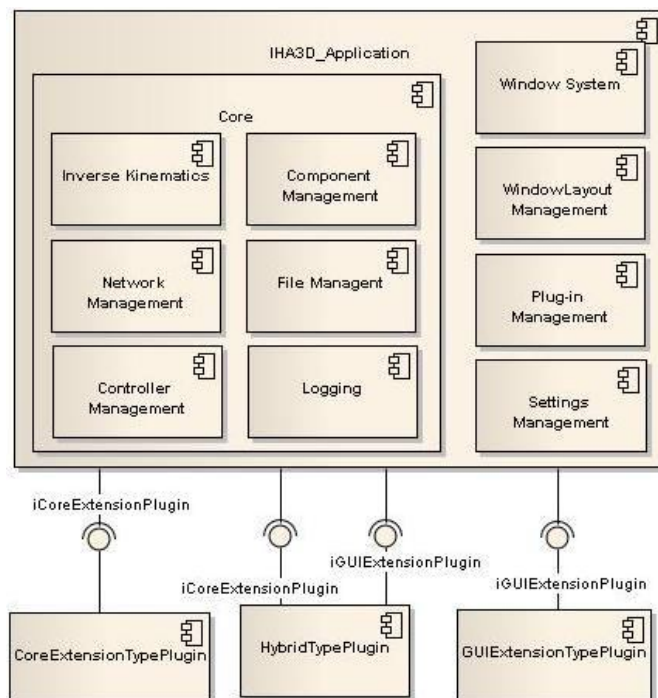 IHA3D_Application
Core
Inverse Kinematics
Component
Management
Network
Management
File Managent
Controller
Management
Logging
Window System
WindowLayout
Management
Plug-in
Management
Settings
Management
iCoreExtensionPlugin
iCoreExtensionPlugin
iGUIExtensionPlugin
iGUIExtensionPlugin
CoreExtensionTypePlugin
HybridTypePlugin
GUIExtensionTypePlugin